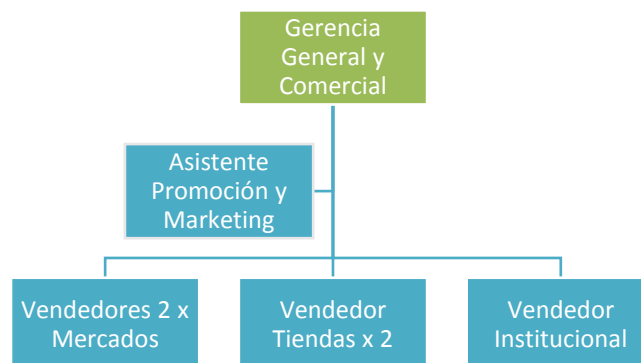 Gerencia
General y
Comercial
Asistente
Promoción y
Marketing
Vendedores 2 x
Mercados
Vendedor
Tiendas x 2
Vendedor
Institucional